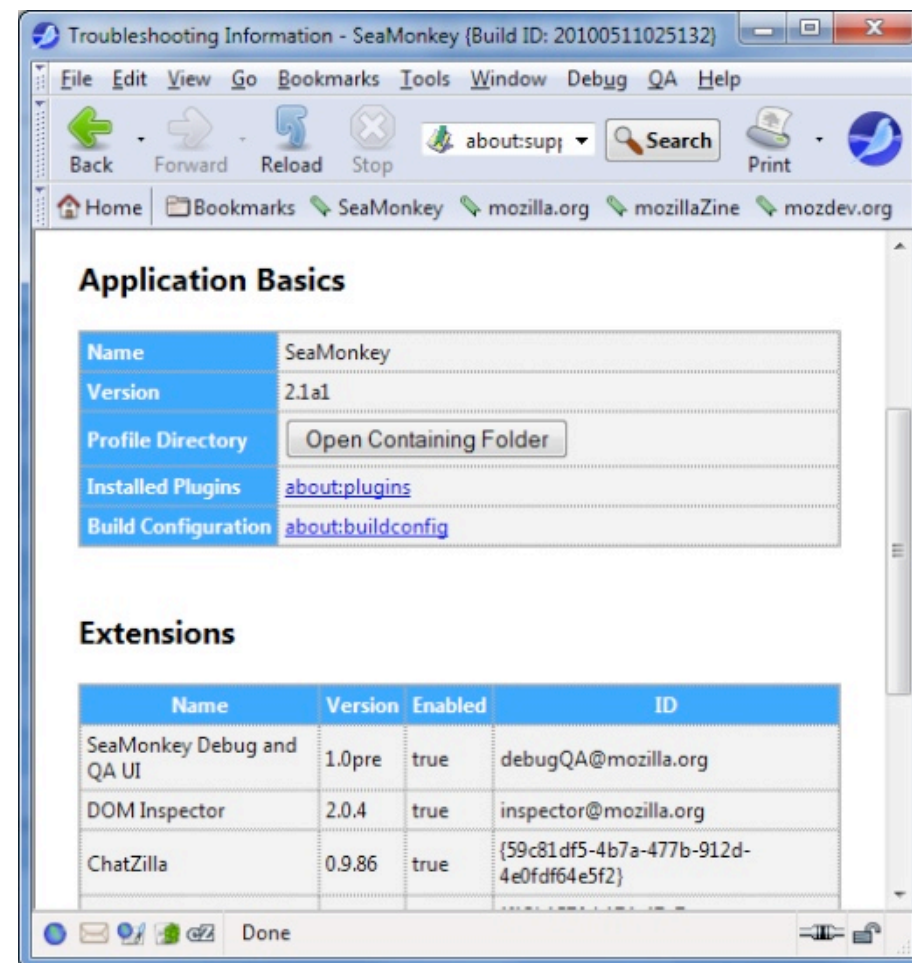 Troubleshooting Information - SeaMonkey {Build ID: 20100511025132}
File Edit View Go Bookmarks Tools Window Debug QA Help
Back Forward Reload Stop about:supp Search Print
Home Bookmarks SeaMonkey mozilla.org mozillaZine mozdev.org
Application Basics
Name SeaMonkey
Version 2.1a1
Profile Directory Open Containing Folder
Installed Plugins about:plugins
Build Configuration about:buildconfig
Extensions
Name Version Enabled ID
SeaMonkey Debug and
QA UI 1.0pre true debugQA@mozilla.org
DOM Inspector 2.0.4 true inspector@mozilla.org
ChatZilla 0.9.86 true {59c81df5-4b7a-477b-912d-
4e0fdf64e5f2}
Done